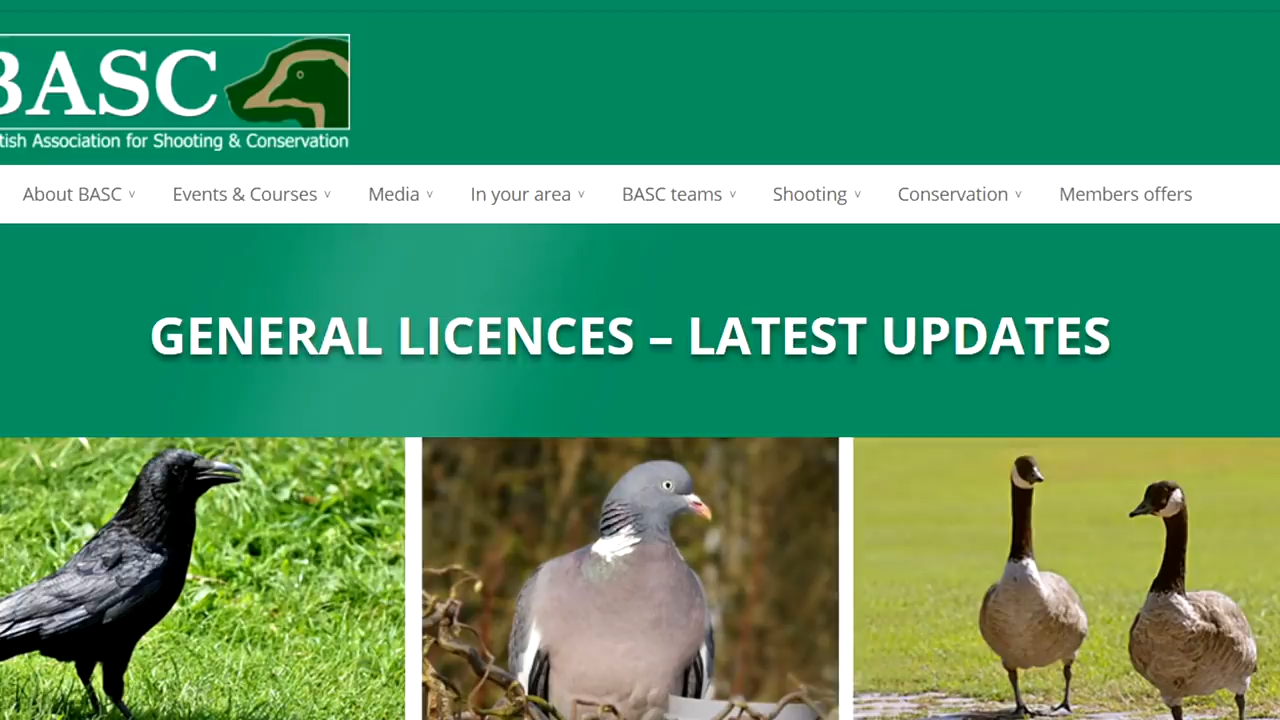 BASC
tish Association for Shooting & Conservation
About BASC Events & Courses Media In your area BASC teams Shooting Conservation Members offers
GENERAL LICENCES – LATEST UPDATES